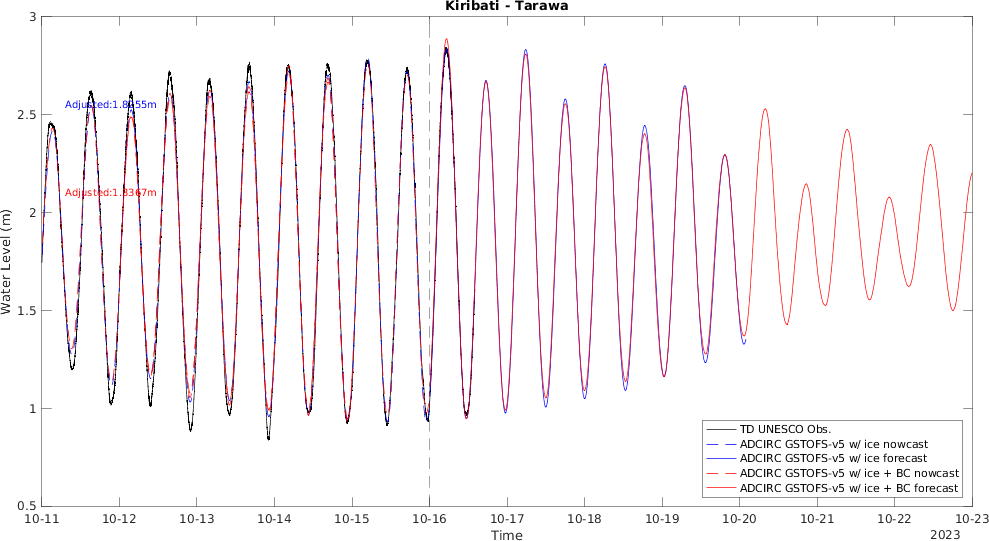 Kiribati - Tarawa
3
2.5
2
1.5
1
0.5
Water Level (m)
Adjusted:1.8
55m
Adjusted:1.8367m
TD UNESCO Obs.
ADCIRC GSTOFS-v5 w/ ice nowcast
ADCIRC GSTOFS-v5 w/ ice forecast
ADCIRC GSTOFS-v5 w/ ice + BC nowcast
ADCIRC GSTOFS-v5 w/ ice + BC forecast
10-11 10-12 10-13 10-14 10-15 10-16 10-17 10-18 10-19 10-20 10-21 10-22 10-23
Time
2023